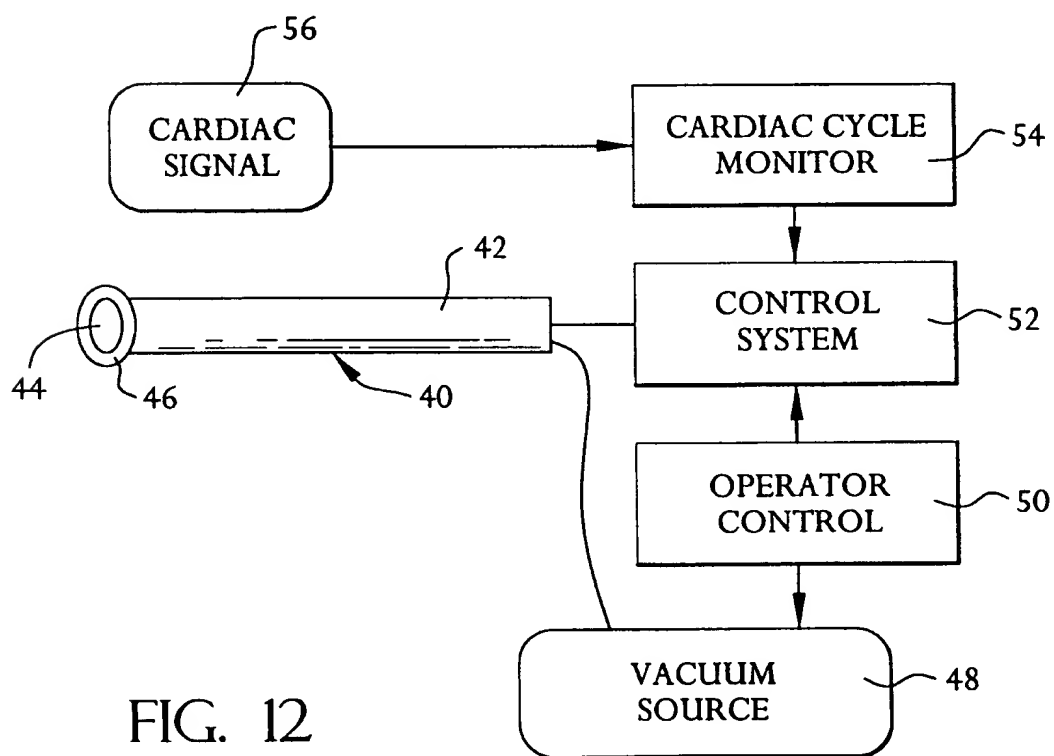 56
CARDIAC
SIGNAL
CARDIAC CYCLE
MONITOR
54
42
CONTROL
SYSTEM
52
44
46
40
OPERATOR
CONTROL
50
VACUUM
SOURCE
48
FIG. 12